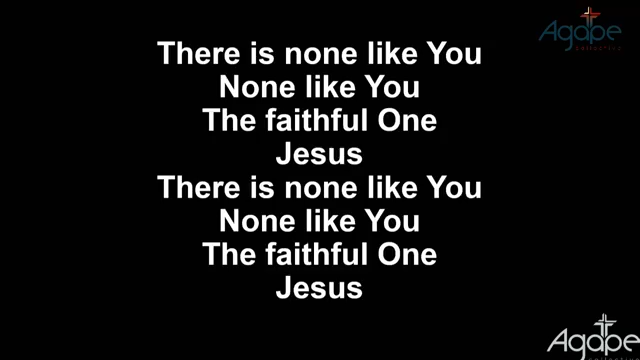 Agape
There is none like You
None like You
The faithful One
Jesus
There is none like You
None like You
The faithful One
Jesus
Agape